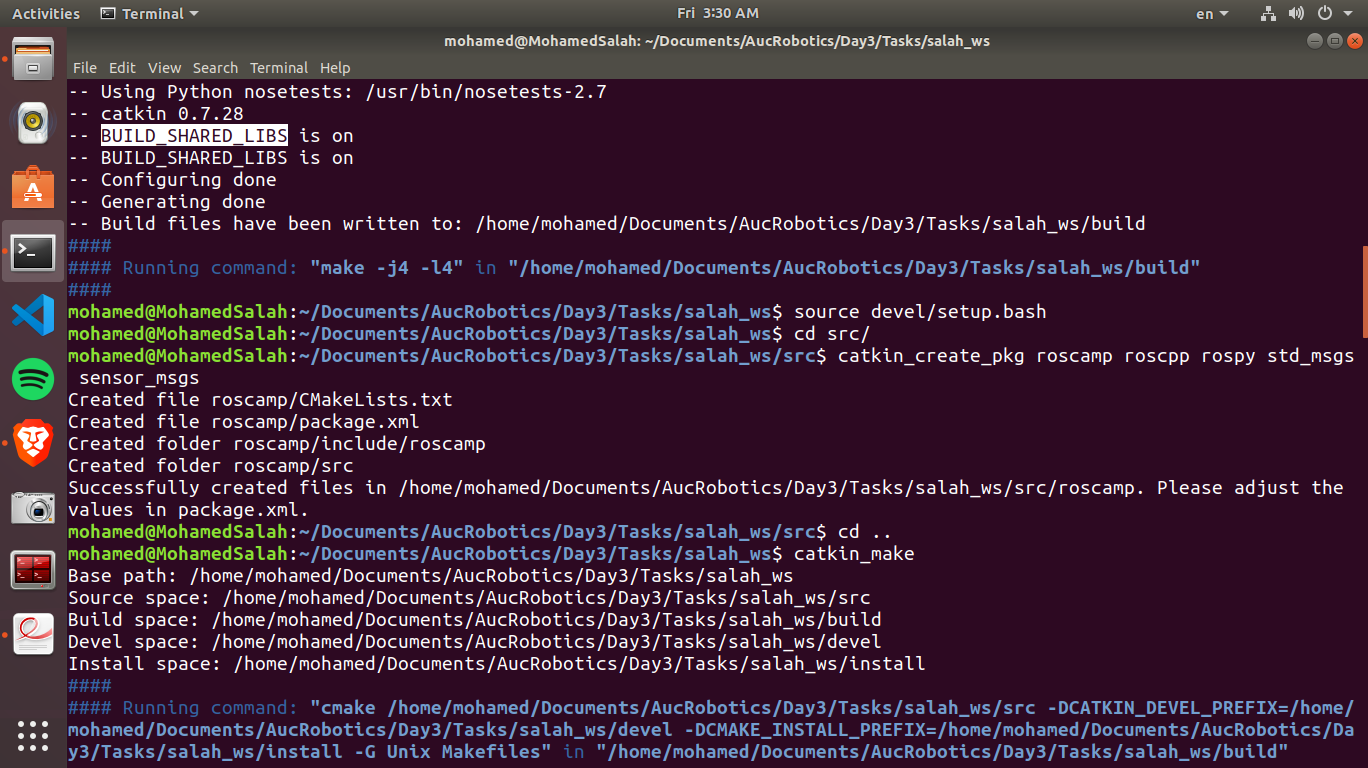 Activities Terminal Fri 3:30 AM en
mohamed@MohamedSalah: ~/Documents/AucRobotics/Day3/Tasks/salah_ws
File Edit View Search Terminal Help
-- Using Python nosetests: /usr/bin/nosetests-2.7
-- catkin 0.7.28
-- BUILD_SHARED_LIBS is on
-- BUILD_SHARED_LIBS is on
-- Configuring done
-- Generating done
-- Build files have been written to: /home/mohamed/Documents/AucRobotics/Day3/Tasks/salah_ws/build
####
#### Running command: "make -j4 -l4" in "/home/mohamed/Documents/AucRobotics/Day3/Tasks/salah_ws/build"
####
mohamed@MohamedSalah:~/Documents/AucRobotics/Day3/Tasks/salah_ws$ source devel/setup.bash
mohamed@MohamedSalah:~/Documents/AucRobotics/Day3/Tasks/salah_ws$ cd src/
mohamed@MohamedSalah:~/Documents/AucRobotics/Day3/Tasks/salah_ws/src$ catkin_create_pkg roscamp roscpp rospy std_msgs
 sensor_msgs
Created file roscamp/CMakeLists.txt
Created file roscamp/package.xml
Created folder roscamp/include/roscamp
Created folder roscamp/src
Successfully created files in /home/mohamed/Documents/AucRobotics/Day3/Tasks/salah_ws/src/roscamp. Please adjust the
values in package.xml.
mohamed@MohamedSalah:~/Documents/AucRobotics/Day3/Tasks/salah_ws/src$ cd ..
mohamed@MohamedSalah:~/Documents/AucRobotics/Day3/Tasks/salah_ws$ catkin_make
Base path: /home/mohamed/Documents/AucRobotics/Day3/Tasks/salah_ws
Source space: /home/mohamed/Documents/AucRobotics/Day3/Tasks/salah_ws/src
Build space: /home/mohamed/Documents/AucRobotics/Day3/Tasks/salah_ws/build
Devel space: /home/mohamed/Documents/AucRobotics/Day3/Tasks/salah_ws/devel
Install space: /home/mohamed/Documents/AucRobotics/Day3/Tasks/salah_ws/install
####
#### Running command: "cmake /home/mohamed/Documents/AucRobotics/Day3/Tasks/salah_ws/src -DCATKIN_DEVEL_PREFIX=/home/
mohamed/Documents/AucRobotics/Day3/Tasks/salah_ws/devel -DCMAKE_INSTALL_PREFIX=/home/mohamed/Documents/AucRobotics/Da
y3/Tasks/salah_ws/install -G Unix Makefiles" in "/home/mohamed/Documents/AucRobotics/Day3/Tasks/salah_ws/build"